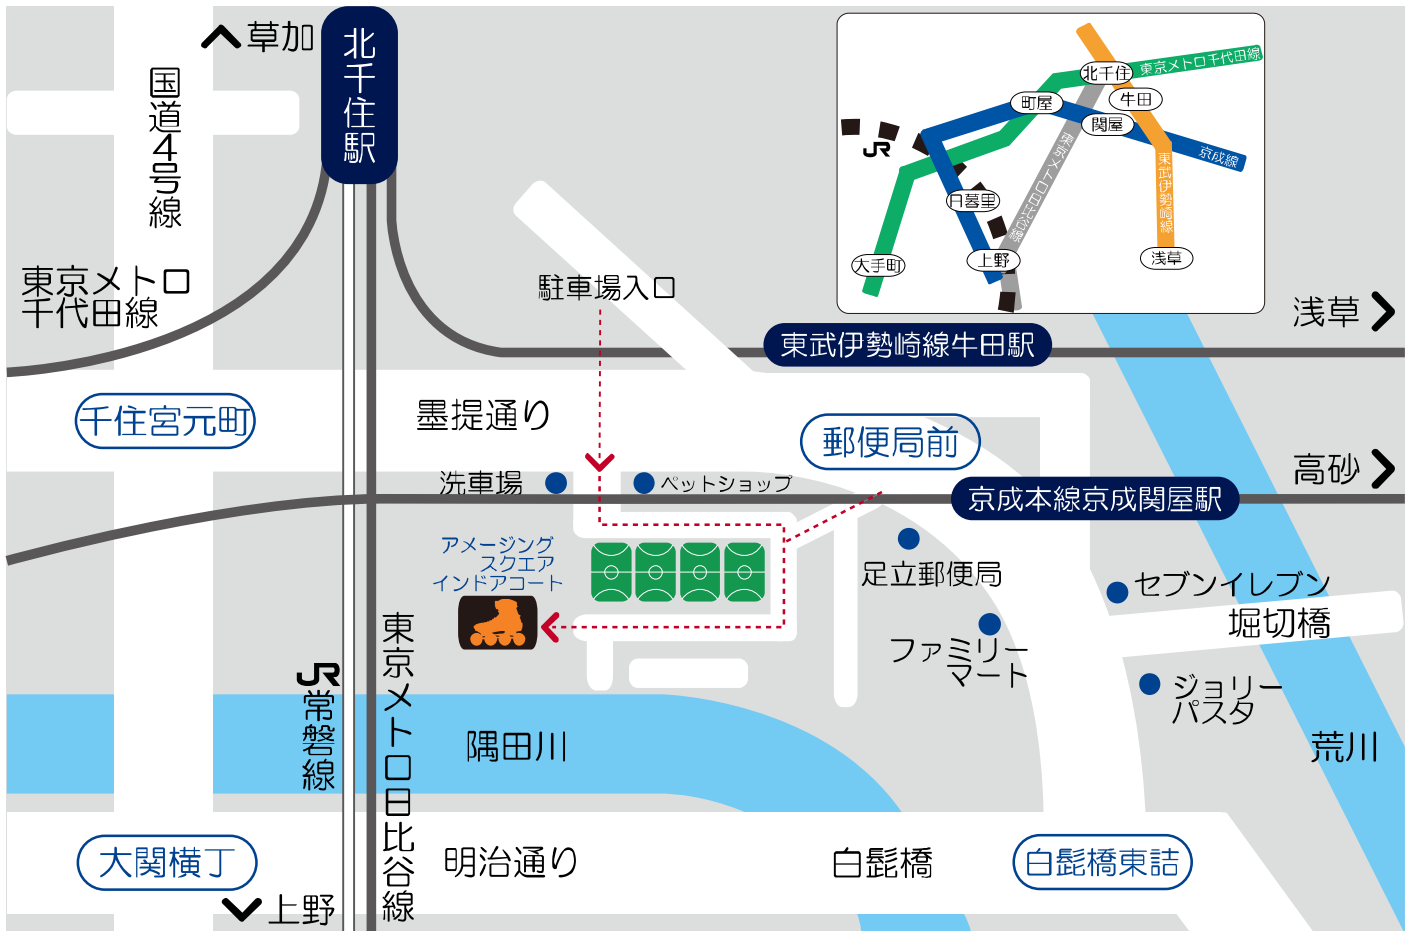 草加
北千住駅
国道4号線
東京メトロ
千代田線
千住宮元町
墨提通り
駐車場入口
洗車場
ペットショップ
東武伊勢崎線牛田駅
浅草
郵便局前
高砂
京成本線京成関屋駅
アメージング
スクエア
インドアコート
足立郵便局
セブンイレブン
堀切橋
ファミリー
マート
ジョリー
パスタ
荒川
JR
常磐線
東京メトロ日比谷線
隅田川
大関横丁
明治通り
白髭橋
白髭橋東詰
上野
北千住
東京メトロ千代田線
町屋
牛田
関屋
京成線
JR
東京メトロ日比谷線
東武伊勢崎線
日暮里
大手町
上野
浅草